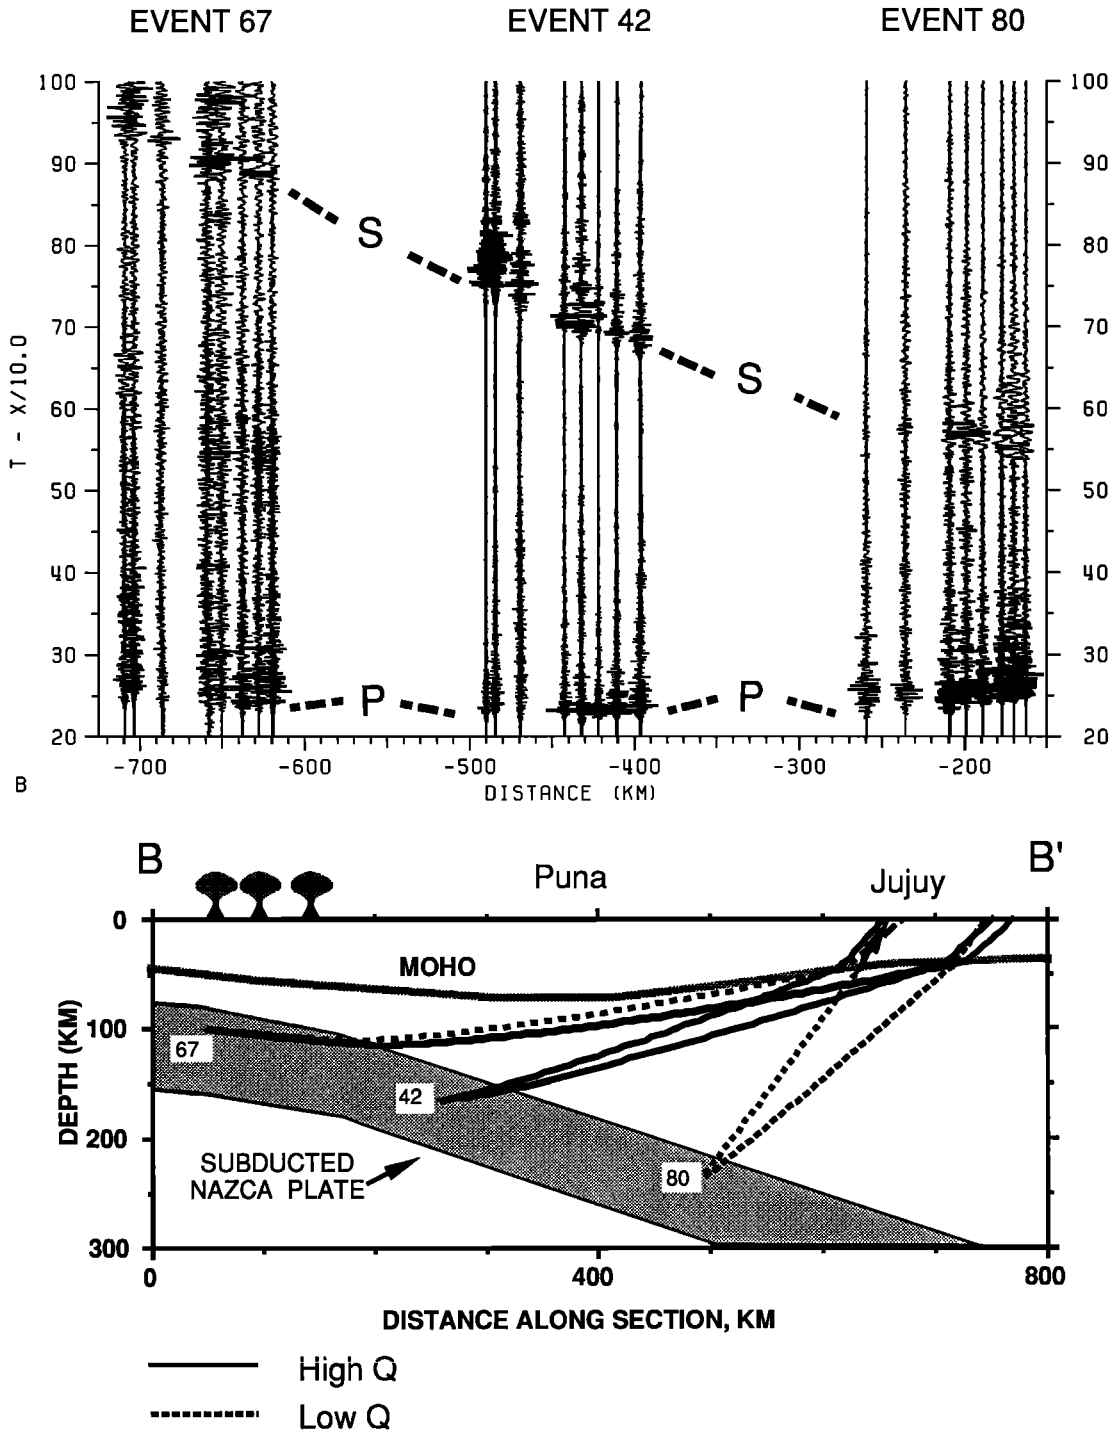 EVENT 67 EVENT 42 EVENT 80
100 100
90 90
S
80 80
70 70
S
60 60
50 50
40 40
30 30
P P
20 20
T - X/10.0
-700 -600 -500 -400 -300 -200
DISTANCE (KM)
B
B Puna Jujuy B'
0
MOHO
100
67
42
200
80
SUBDUCTED
NAZCA PLATE
300
DEPTH (KM)
0 400 800
DISTANCE ALONG SECTION, KM
High Q
Low Q